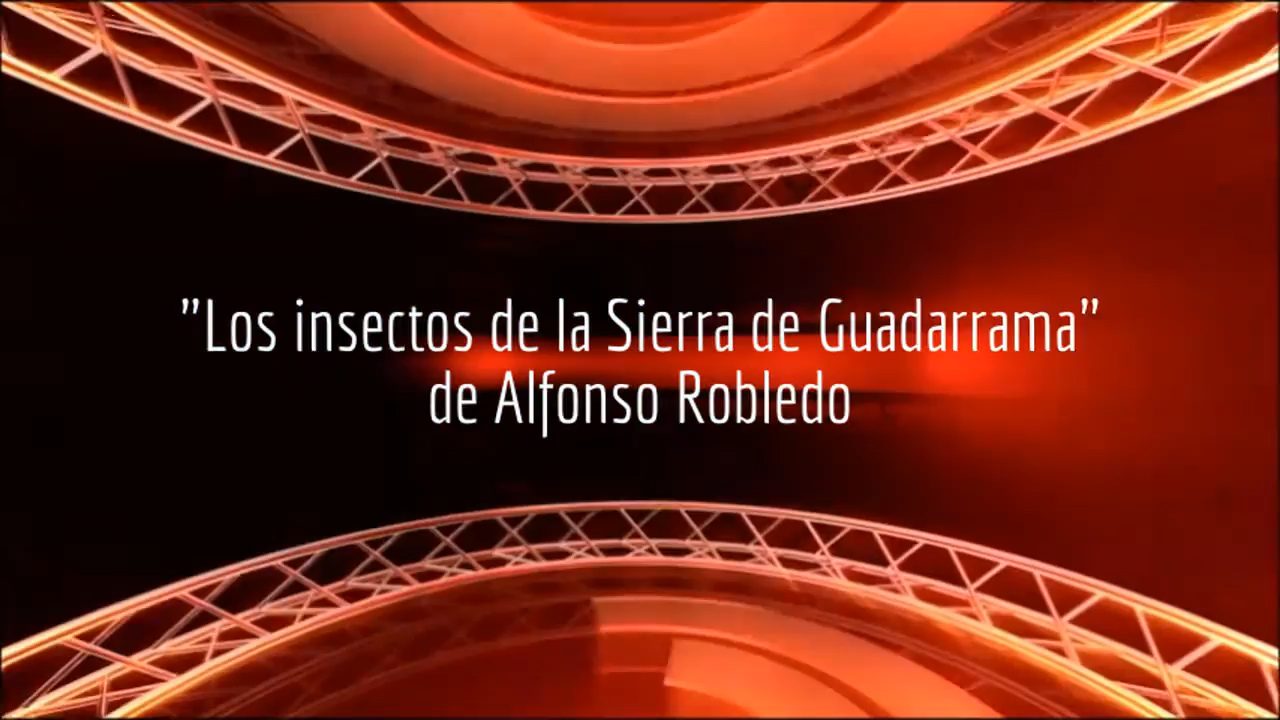 ”Los insectos de la Sierra de Guadarrama”
de Alfonso Robledo